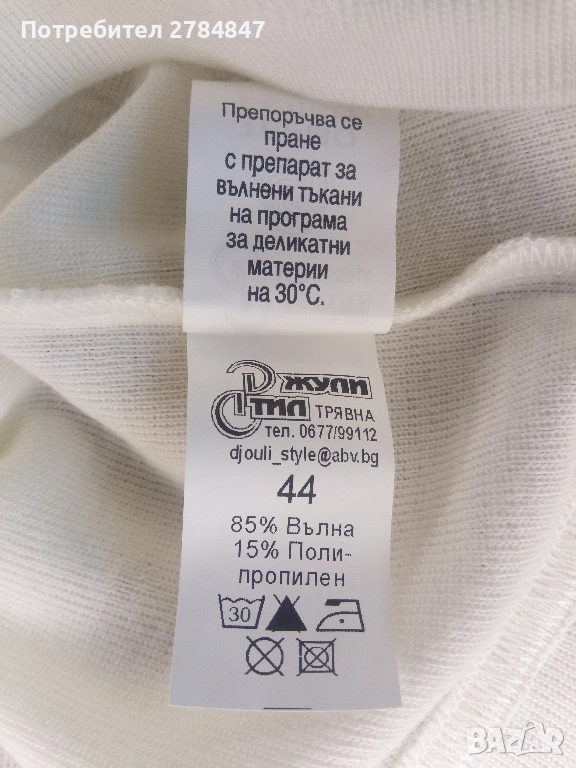 Потребител 2784847
Препоръчва се
пране
с препарат за
вълнени тъкани
на програма
за деликатни
материи
на 30°С.
ЖУЛИ
СТИЛ ТРЯВНА
тел. 0677/99112
djouli_style@abv.bg
44
85% Вълна
15% Поли-
пропилен
30
BAZAR